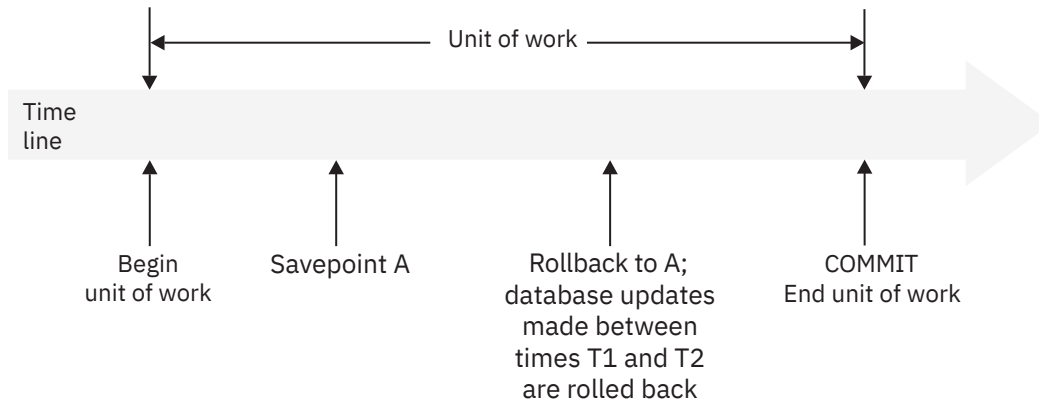 Unit of work
Time
line
Begin
unit of work
Savepoint A
Rollback to A;
database updates
made between
times T1 and T2
are rolled back
COMMIT
End unit of work